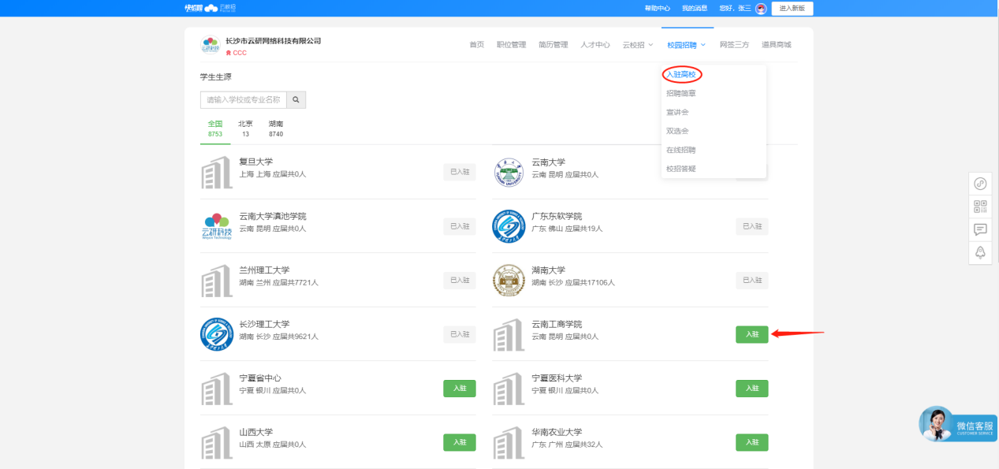 快招聘 云校招
帮助中心 我的消息 您好，张三 进入新版
长沙市云研网络科技有限公司
CCC
首页 职位管理 简历管理 人才中心 云校招 校园招聘 网签三方 道具商城
入驻高校
招聘简章
宣讲会
双选会
在线招聘
校招答疑
学生生源
请输入学校或专业名称
全国 北京 湖南
8753 13 8740
复旦大学
上海 上海 应届共0人
已入驻
云南大学
云南 昆明 应届共0人
云南大学滇池学院
云南 昆明 应届共0人
已入驻
云研科技
广东东软学院
广东 佛山 应届共19人
已入驻
兰州理工大学
湖南 兰州 应届共7721人
已入驻
湖南大学
湖南 长沙 应届共17106人
已入驻
长沙理工大学
湖南 长沙 应届共9621人
已入驻
云南工商学院
云南 昆明 应届共0人
入驻
宁夏省中心
宁夏 银川 应届共0人
入驻
宁夏医科大学
宁夏 银川 应届共0人
入驻
山西大学
山西 太原 应届共0人
入驻
华南农业大学
广东 广州 应届共32人
入驻
微信客服
CUSTOMER SERVICE